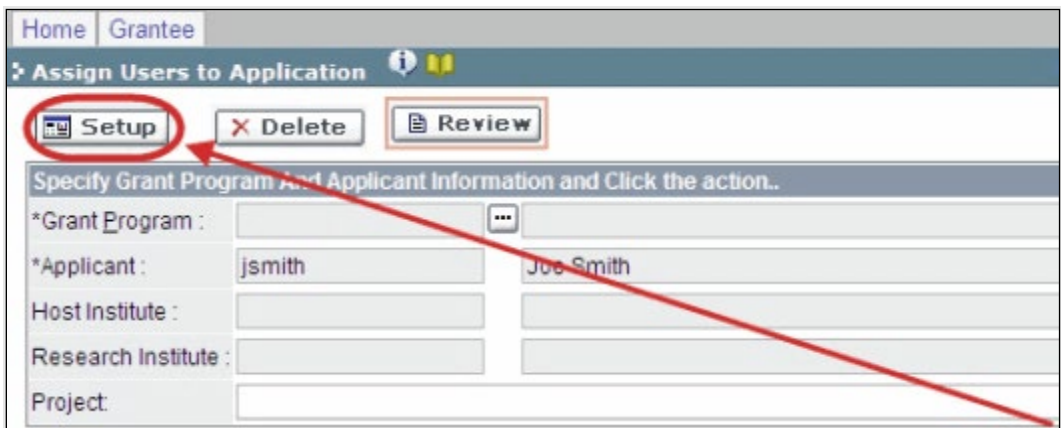 Home Grantee
Assign Users to Application
Setup Delete Review
Specify Grant Program And Applicant Information and Click the action..
*Grant Program :
*Applicant : jsmith Joe Smith
Host Institute :
Research Institute :
Project: